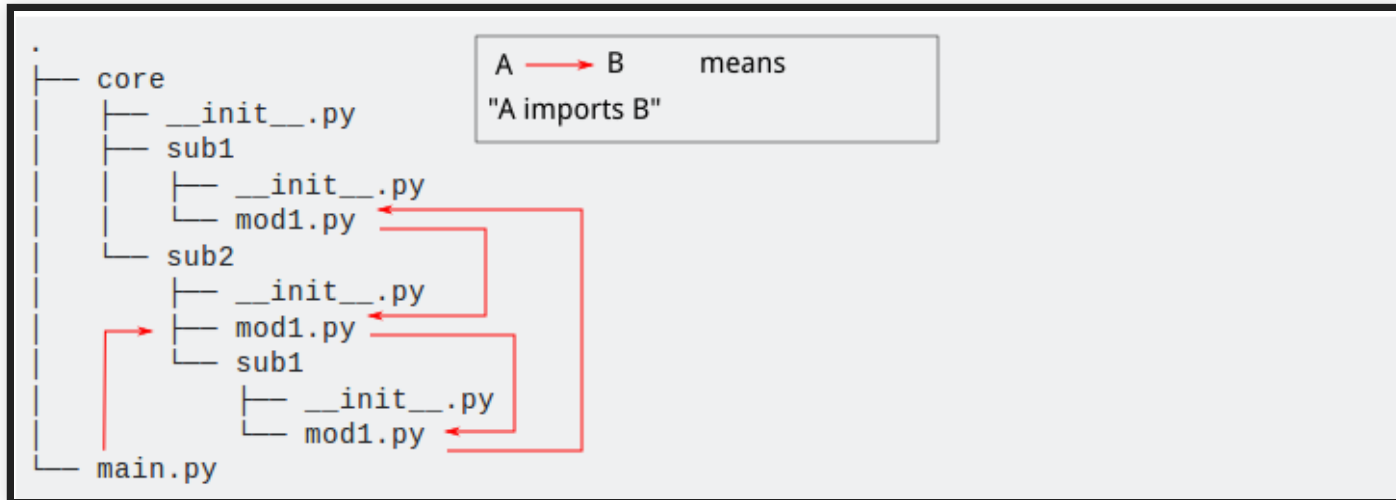 .
├── core
│   ├── __init__.py
│   ├── sub1
│   │   ├── __init__.py
│   │   └── mod1.py
│   └── sub2
│       ├── __init__.py
│       ├── mod1.py
│       └── sub1
│           ├── __init__.py
│           └── mod1.py
└── main.py
A → B means
"A imports B"